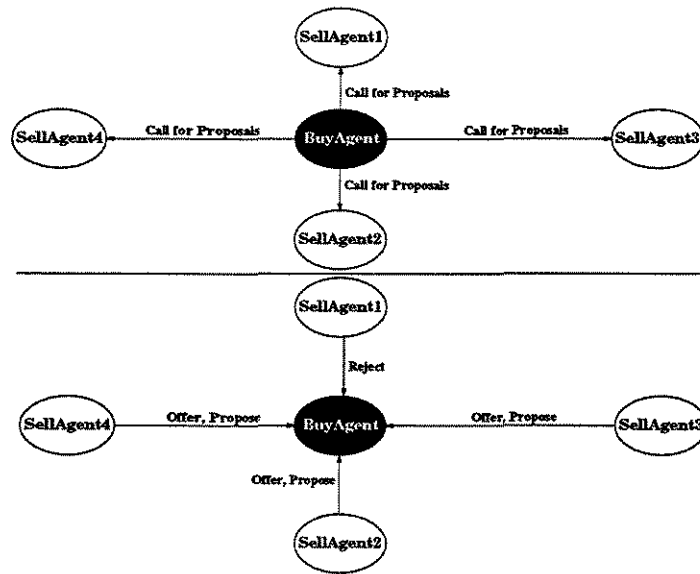 SellAgent1
Call for Proposals
SellAgent4
Call for Proposals
BuyAgent
Call for Proposals
SellAgent3
Call for Proposals
SellAgent2
SellAgent1
Reject
SellAgent4
Offer, Propose
BuyAgent
Offer, Propose
SellAgent3
Offer, Propose
SellAgent2